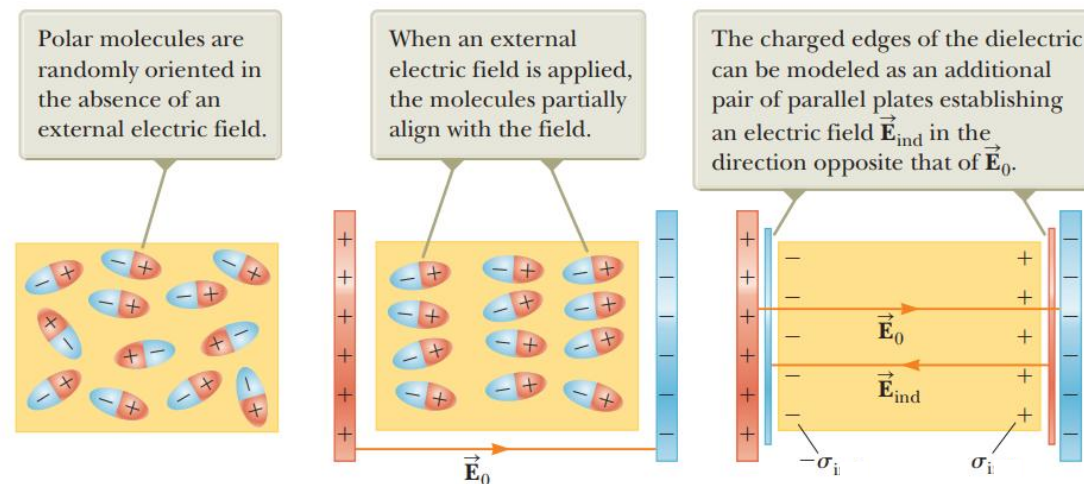 Polar molecules are
randomly oriented in
the absence of an
external electric field.
When an external
electric field is applied,
the molecules partially
align with the field.
The charged edges of the dielectric
can be modeled as an additional
pair of parallel plates establishing
an electric field E⃗ind in the
direction opposite that of E⃗0.
E⃗0
E⃗0
E⃗ind
−σi
σi